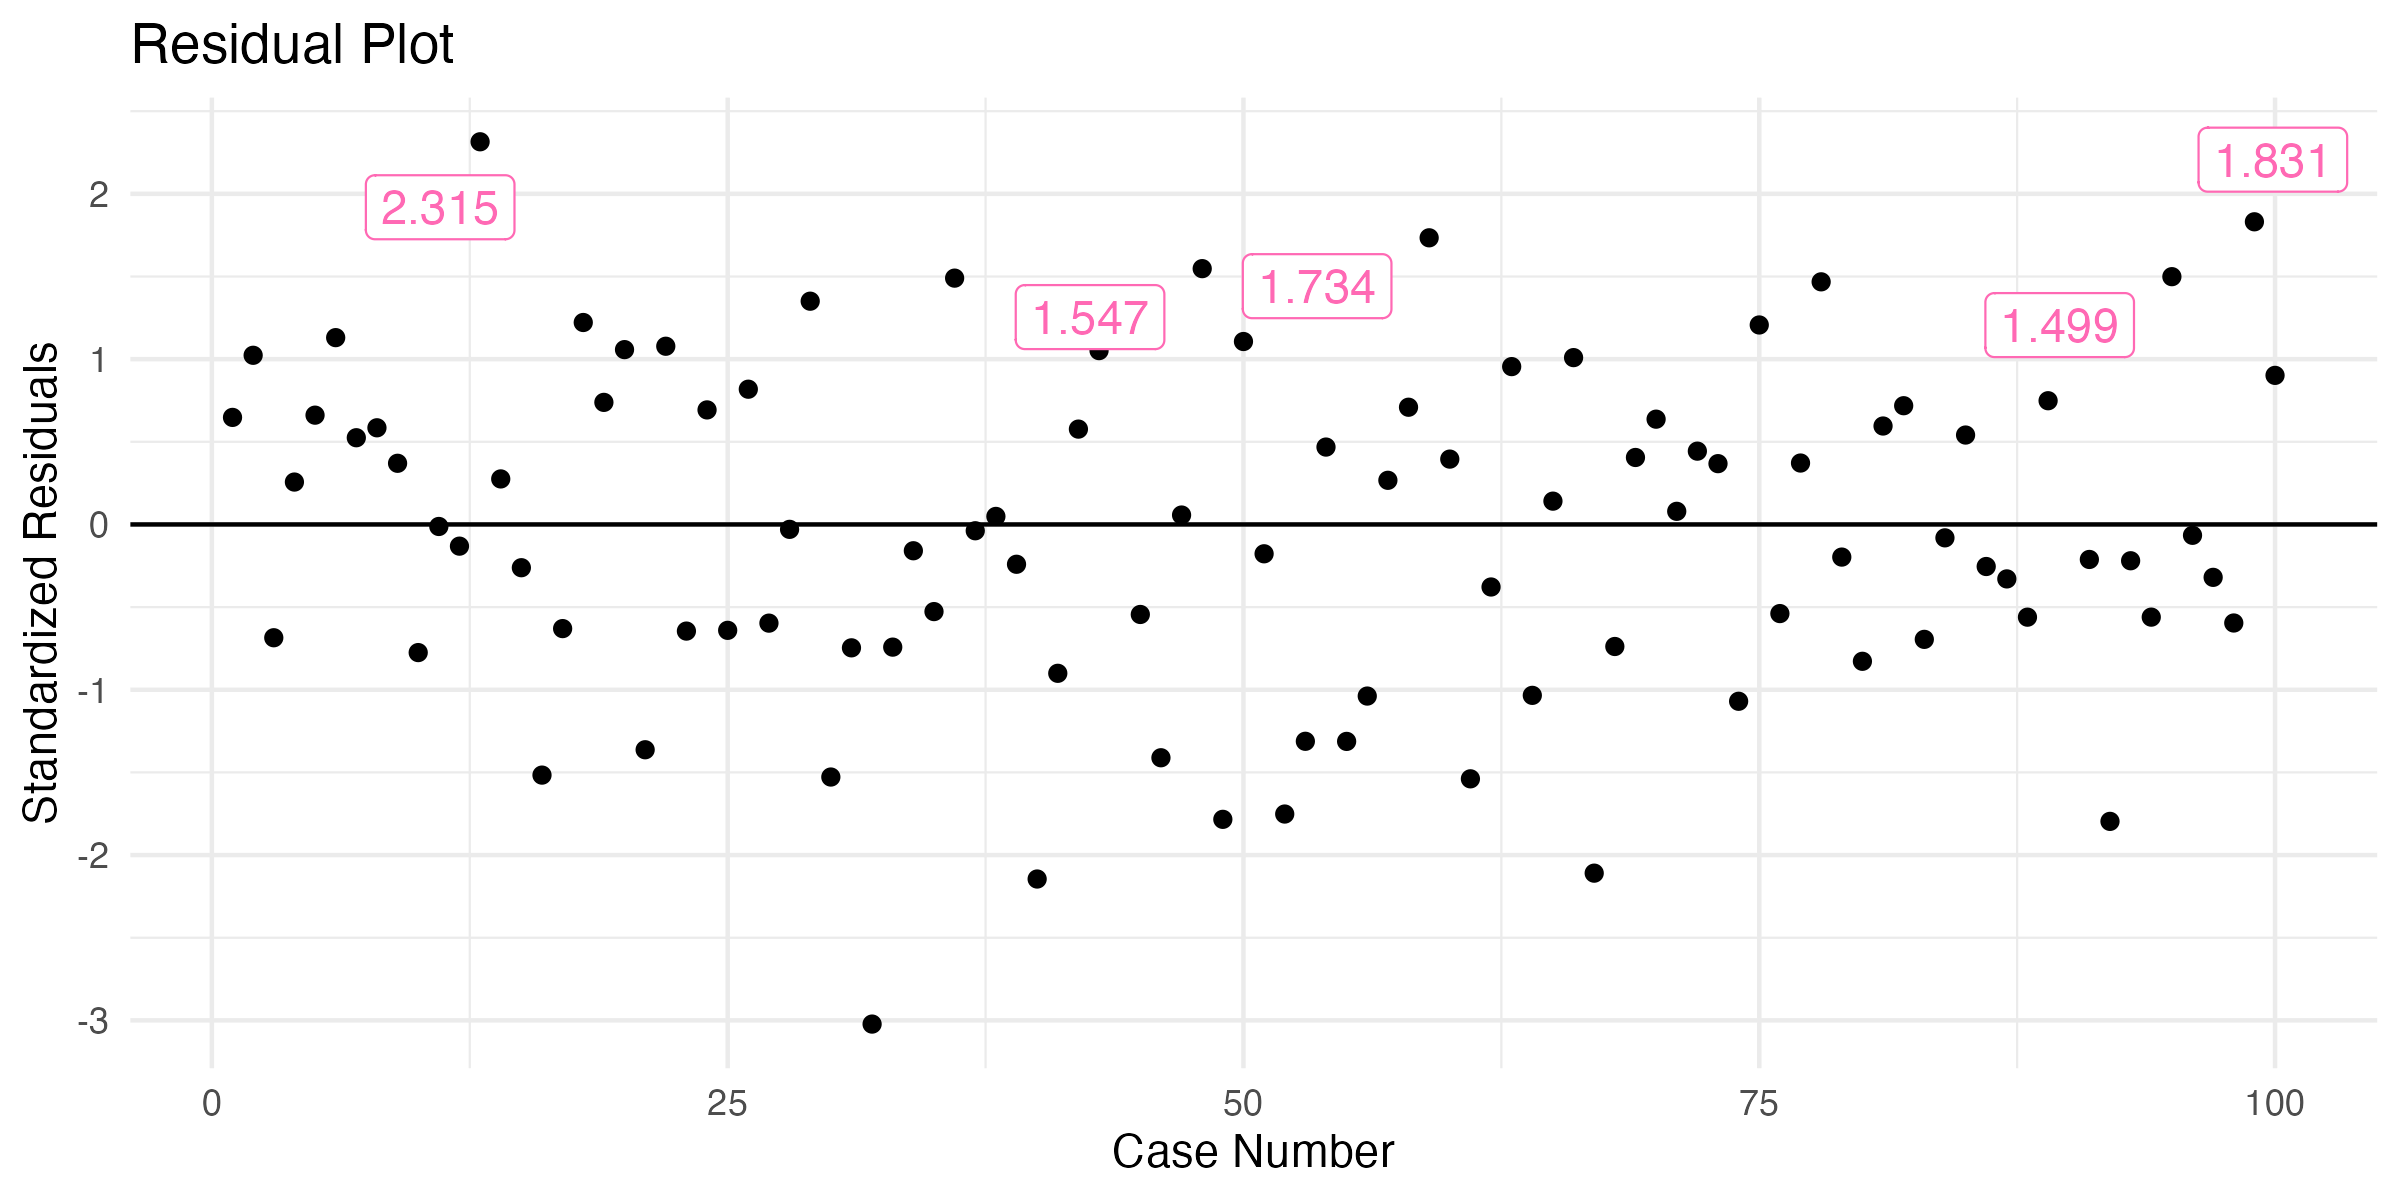 Residual Plot
Standardized Residuals
2
1
0
-1
-2
-3
2.315
1.547
1.734
1.499
1.831
0 25 50 75 100
Case Number